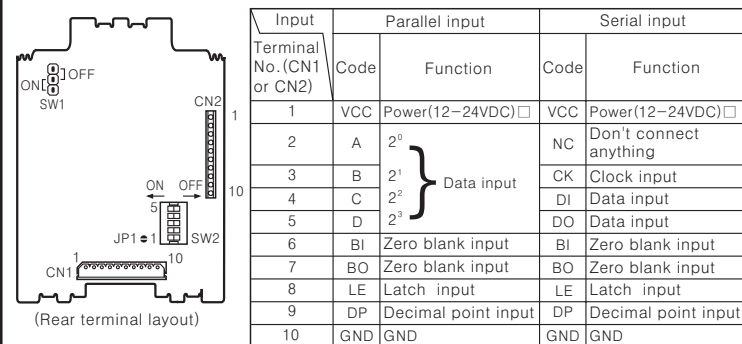 OFF
ON
SW1
CN2
1
10
ON OFF
5
JP1 1 SW2
1 10
CN1
(Rear terminal layout)
Input Parallel input Serial input
Terminal No.(CN1 or CN2) Code Function Code Function
1 VCC Power(12−24VDC)□ VCC Power(12−24VDC)□
2 A 2⁰ NC Don't connect anything
3 B 2¹ Data input CK Clock input
4 C 2² DI Data input
5 D 2³ DO Data input
6 BI Zero blank input BI Zero blank input
7 BO Zero blank input BO Zero blank input
8 LE Latch input LE Latch input
9 DP Decimal point input DP Decimal point input
10 GND GND GND GND